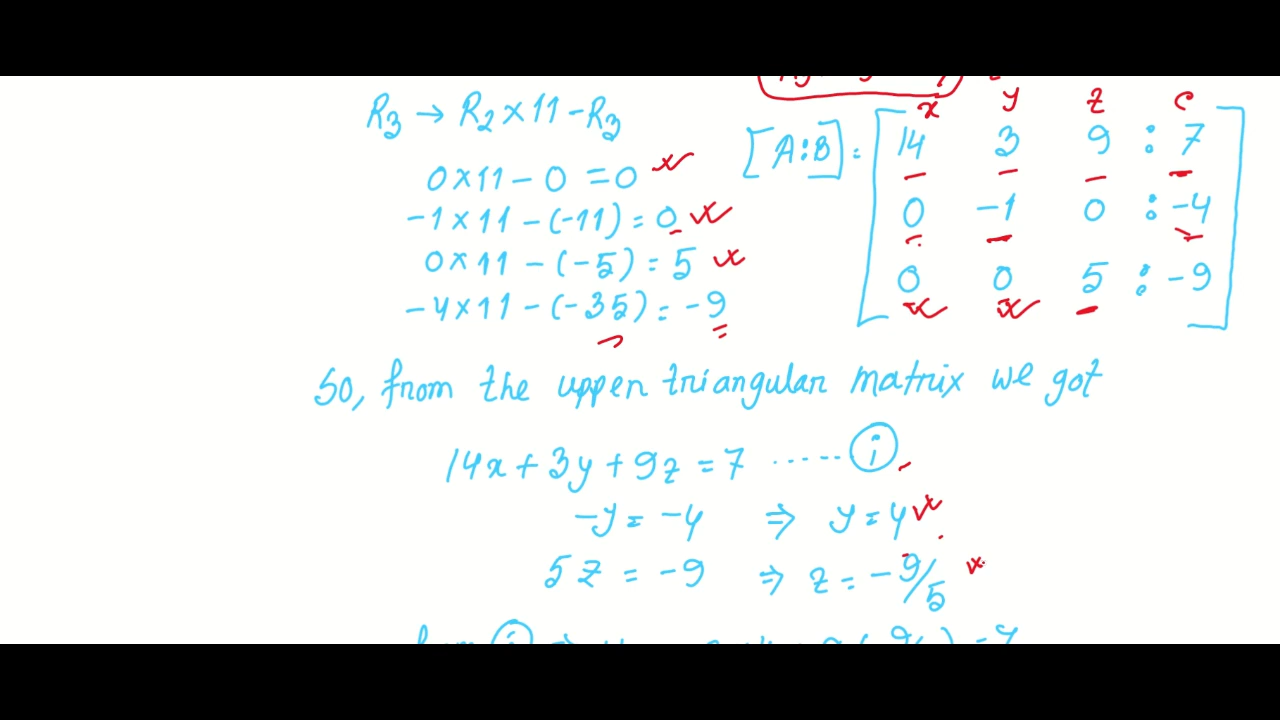 R3 → R2 × 11 - R3
0 × 11 - 0 = 0
-1 × 11 - (-11) = 0
0 × 11 - (-5) = 5
-4 × 11 - (-35) = -9
x y z c
[A:B] =
14 3 9 : 7
0 -1 0 : -4
0 0 5 : -9
So, from the upper triangular matrix we got
14x + 3y + 9z = 7 ...... i
-y = -4 ⇒ y = 4
5z = -9 ⇒ z = -9/5